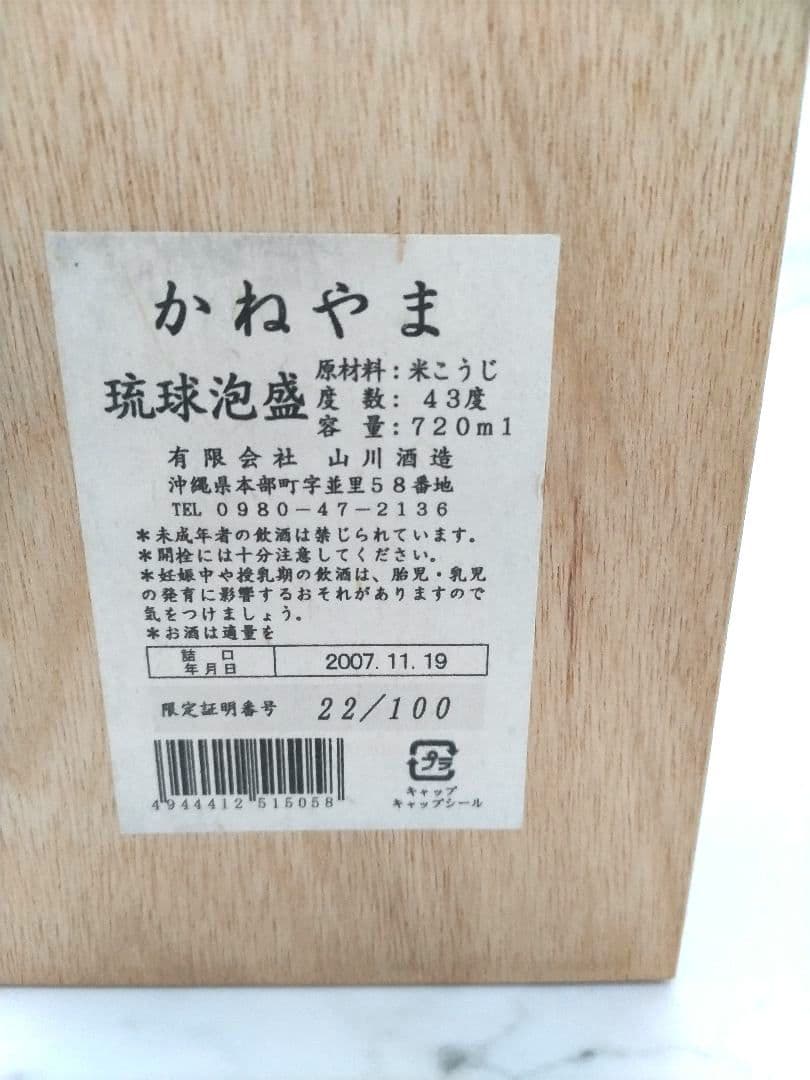 かねやま
琉球泡盛
原材料：米こうじ
度　数：４３度
容　量：７２０ｍｌ
有限会社　山川酒造
沖縄県本部町字並里５８番地
TEL ０９８０－４７－２１３６
＊未成年者の飲酒は禁じられています。
＊開栓には十分注意してください。
＊妊娠中や授乳期の飲酒は、胎児・乳児
の発育に影響するおそれがありますので
気をつけましょう。
＊お酒は適量を
詰　口
年月日
2007.11.19
限定証明番号　22/100
プラ
キャップ
キャップシール
4944412515058